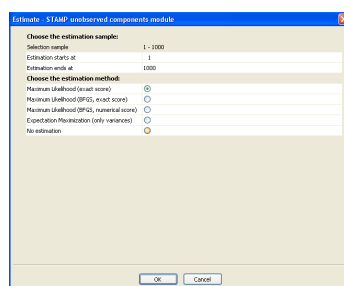 Estimate - STAMP unobserved components module
Choose the estimation sample:
Selection sample 1 - 1000
Estimation starts at 1
Estimation ends at 1000
Choose the estimation method:
Maximum Likelihood (exact score)
Maximum Likelihood (BFGS, exact score)
Maximum Likelihood (BFGS, numerical score)
Expectation Maximization (only variances)
No estimation
OK Cancel